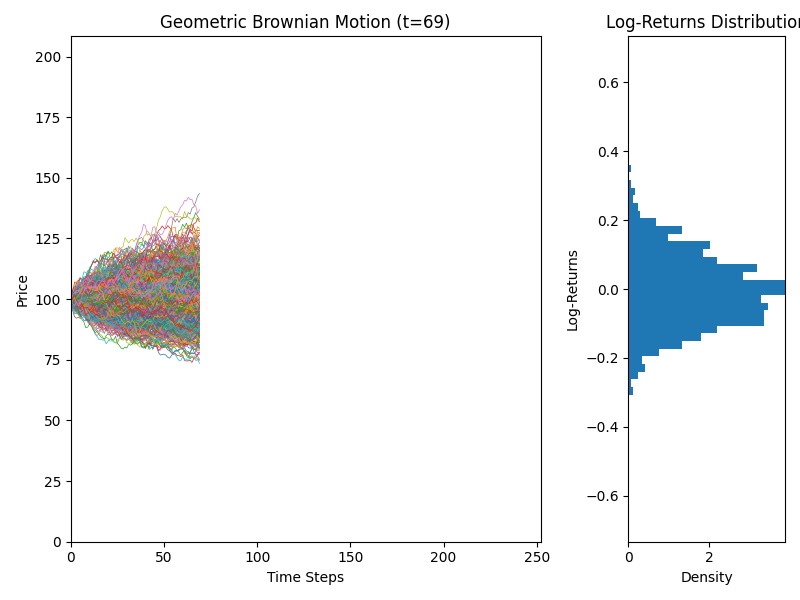 Geometric Brownian Motion (t=69)
200
175
150
125
100
75
50
25
0
Price
0 50 100 150 200 250
Time Steps
Log-Returns Distribution
0.6
0.4
0.2
0.0
−0.2
−0.4
−0.6
Log-Returns
0 2
Density